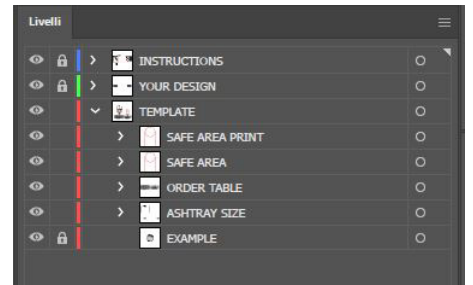 Livelli
INSTRUCTIONS
YOUR DESIGN
TEMPLATE
SAFE AREA PRINT
SAFE AREA
ORDER TABLE
ASHTRAY SIZE
EXAMPLE